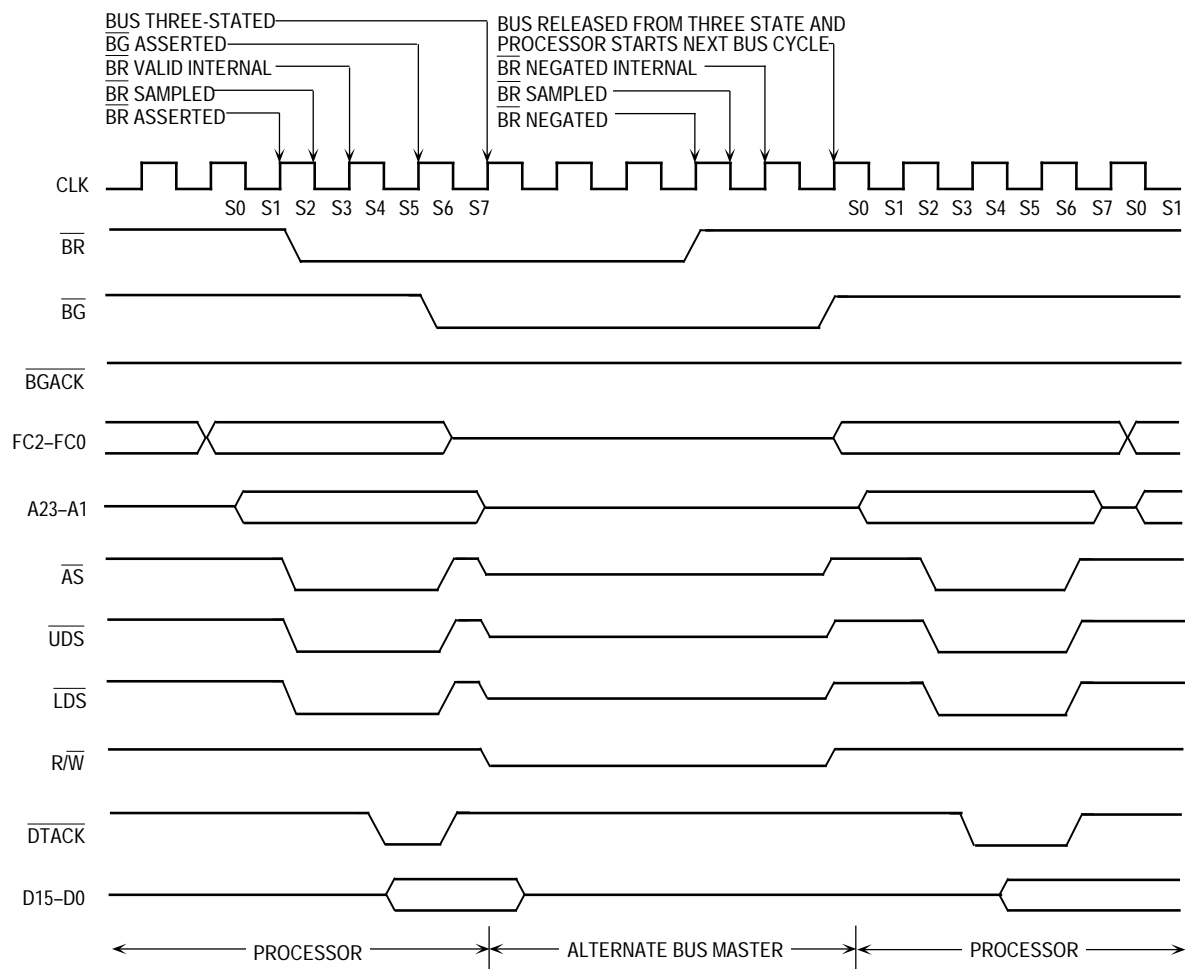 BUS THREE-STATED
BG ASSERTED
BR VALID INTERNAL
BR SAMPLED
BR ASSERTED
BUS RELEASED FROM THREE STATE AND
PROCESSOR STARTS NEXT BUS CYCLE
BR NEGATED INTERNAL
BR SAMPLED
BR NEGATED
CLK
S0 S1 S2 S3 S4 S5 S6 S7 S0 S1 S2 S3 S4 S5 S6 S7 S0 S1
BR
BG
BGACK
FC2–FC0
A23–A1
AS
UDS
LDS
R/W
DTACK
D15–D0
PROCESSOR ALTERNATE BUS MASTER PROCESSOR